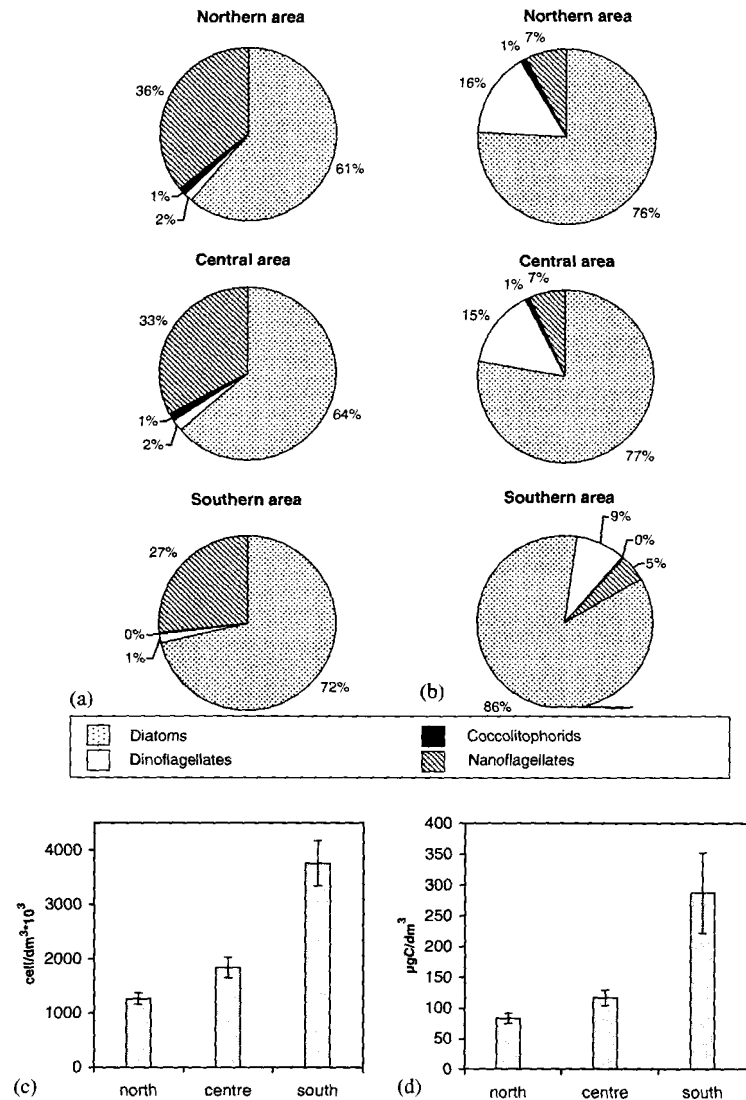 Northern area
36%
61%
1%
2%
Northern area
1% 7%
16%
76%
Central area
33%
64%
1%
2%
Central area
1% 7%
15%
77%
Southern area
27%
0%
1%
72%
(a)
Southern area
9%
0%
5%
86%
(b)
Diatoms
Dinoflagellates
Coccolitophorids
Nanoflagellates
cell/dm³*10³
4000
3000
2000
1000
0
north centre south
(c)
µgC/dm³
400
350
300
250
200
150
100
50
0
north centre south
(d)